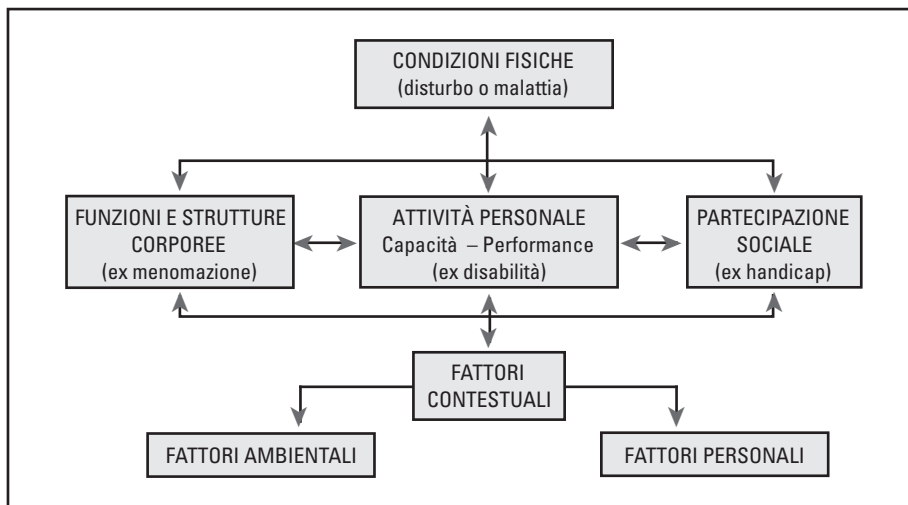 CONDIZIONI FISICHE
(disturbo o malattia)
FUNZIONI E STRUTTURE
CORPOREE
(ex menomazione)
ATTIVITÀ PERSONALE
Capacità – Performance
(ex disabilità)
PARTECIPAZIONE
SOCIALE
(ex handicap)
FATTORI
CONTESTUALI
FATTORI AMBIENTALI
FATTORI PERSONALI